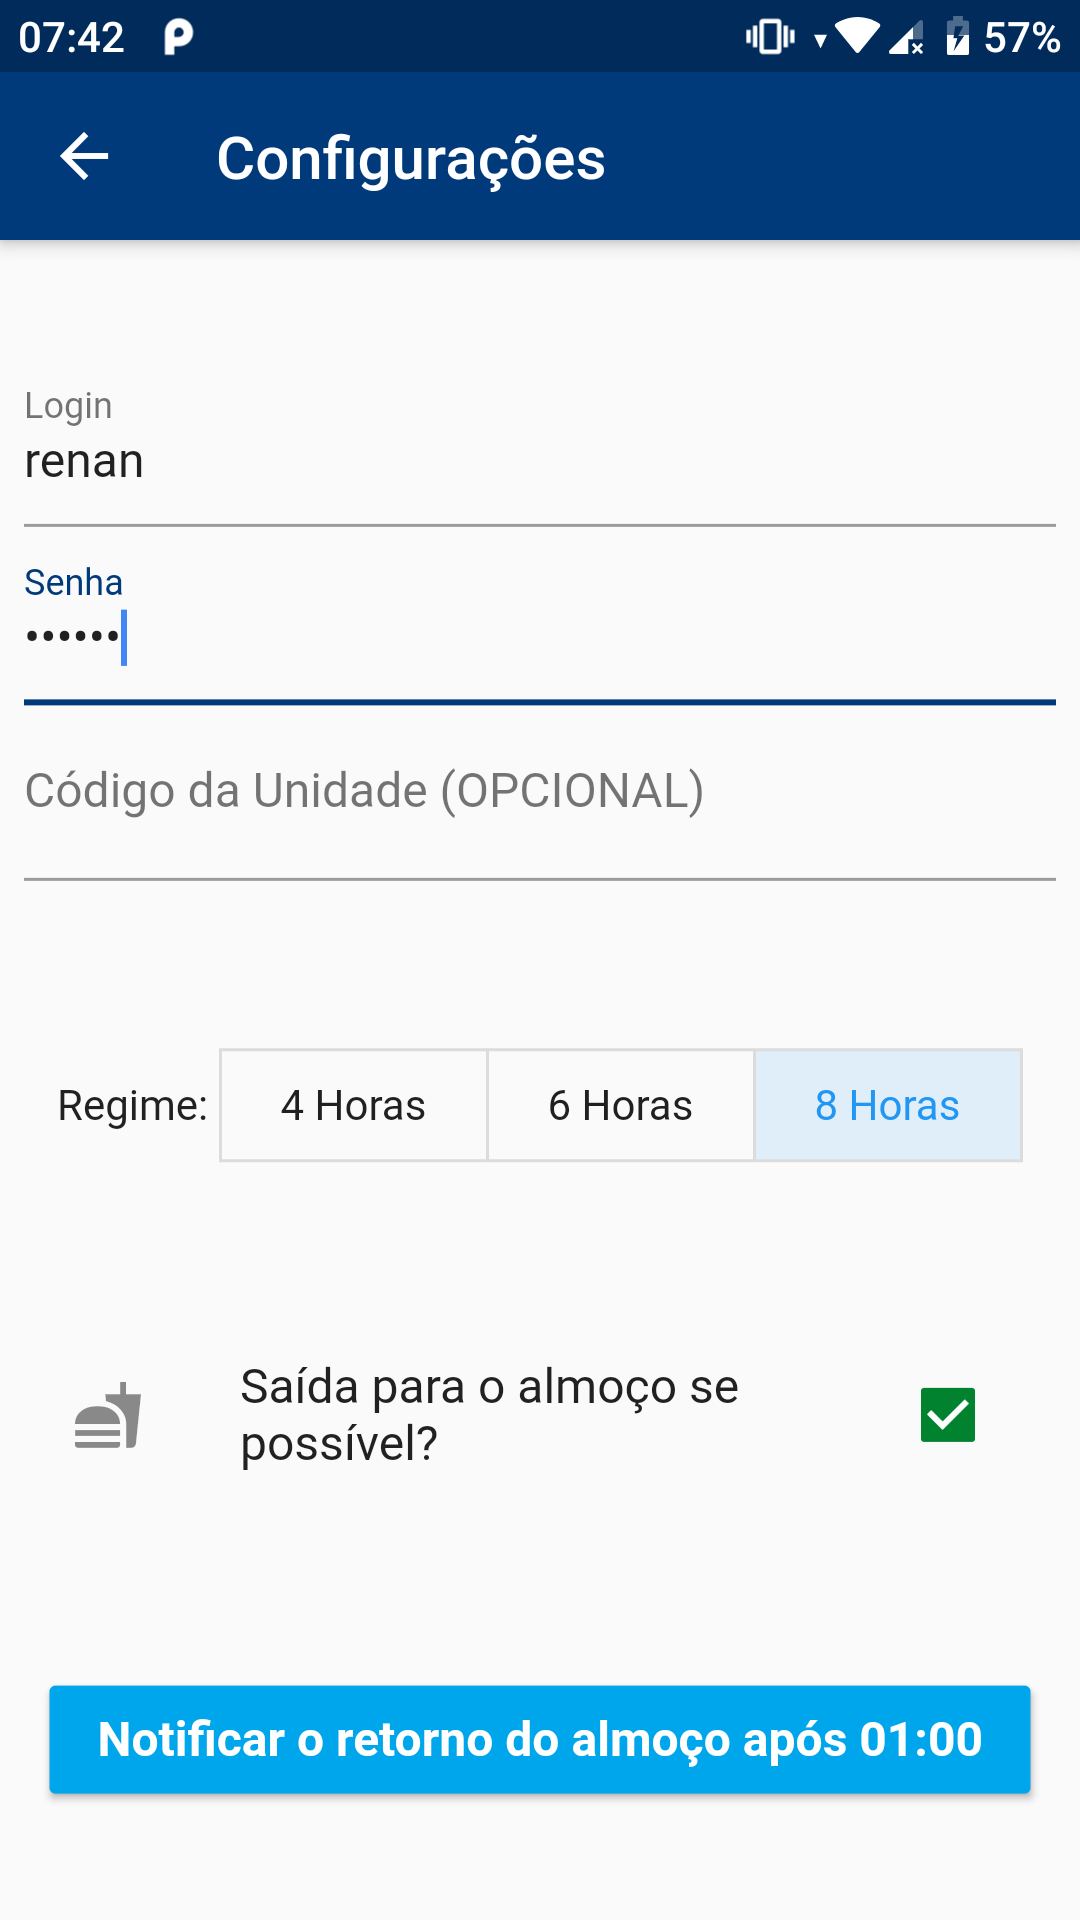 07:42
57%
Configurações
Login
renan
Senha
••••••
Código da Unidade (OPCIONAL)
Regime: 4 Horas 6 Horas 8 Horas
Saída para o almoço se
possível?
Notificar o retorno do almoço após 01:00